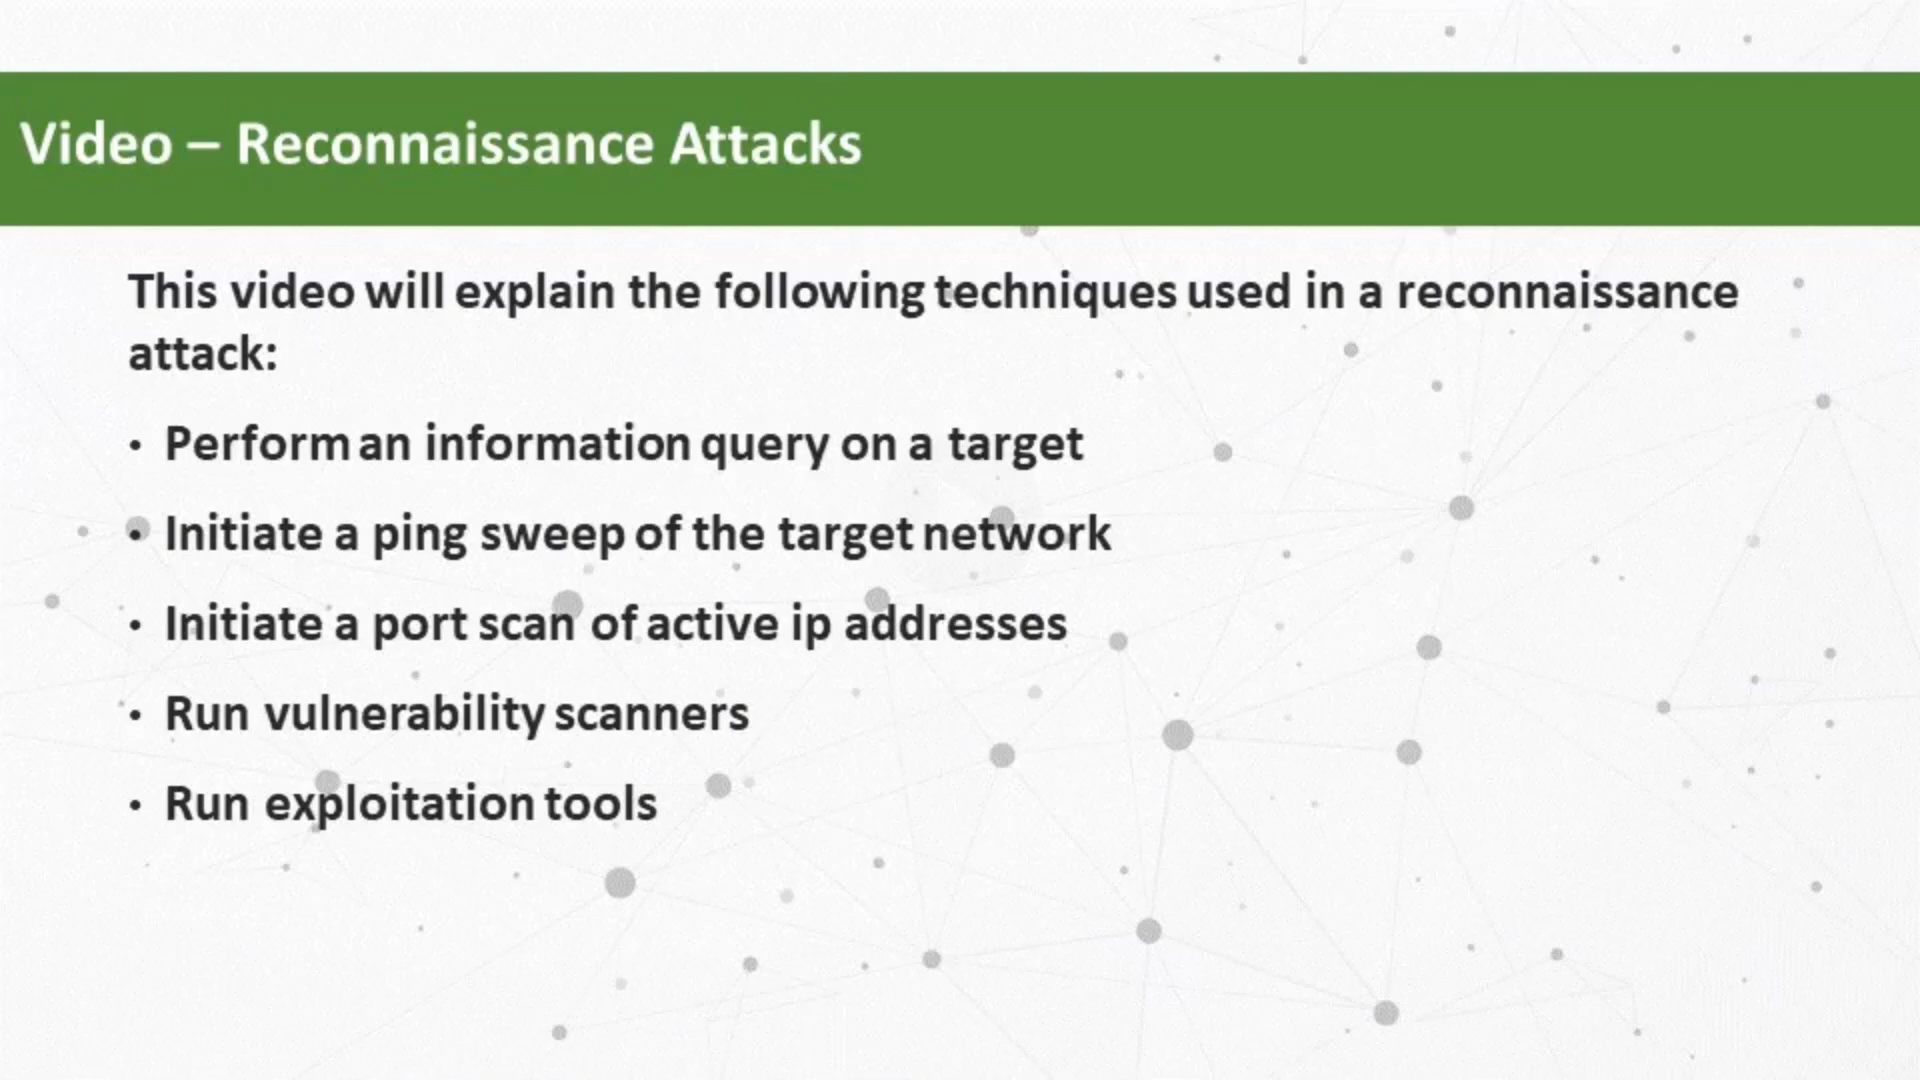 Video – Reconnaissance Attacks
This video will explain the following techniques used in a reconnaissance
attack:
• Perform an information query on a target
• Initiate a ping sweep of the target network
• Initiate a port scan of active ip addresses
• Run vulnerability scanners
• Run exploitation tools